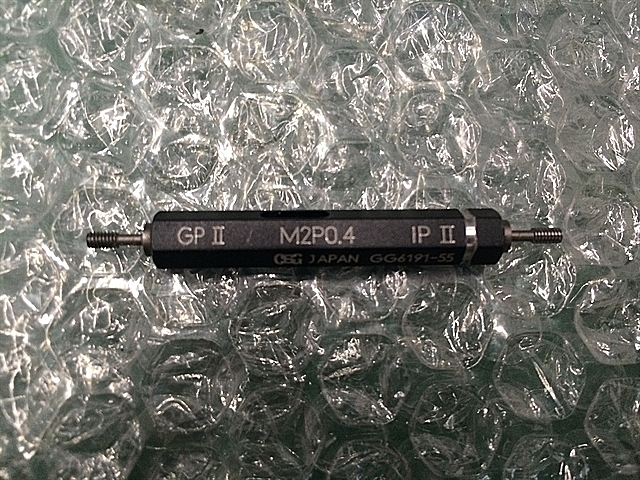 GP Ⅱ M2P0.4 IP Ⅱ
OSG JAPAN GG6191-55